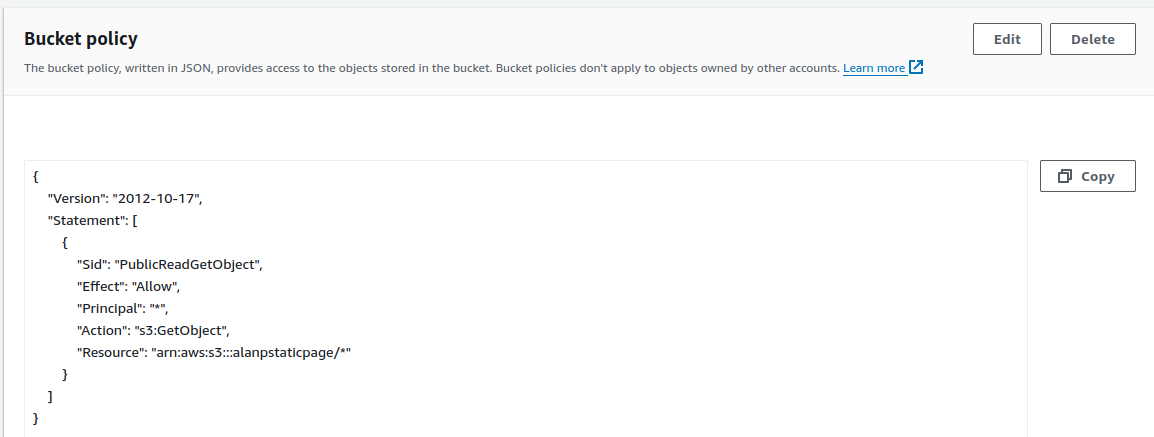 Bucket policy
Edit
Delete
The bucket policy, written in JSON, provides access to the objects stored in the bucket. Bucket policies don't apply to objects owned by other accounts. Learn more
Copy
{
"Version": "2012-10-17",
"Statement": [
{
"Sid": "PublicReadGetObject",
"Effect": "Allow",
"Principal": "*",
"Action": "s3:GetObject",
"Resource": "arn:aws:s3:::alanpstaticpage/*"
}
]
}